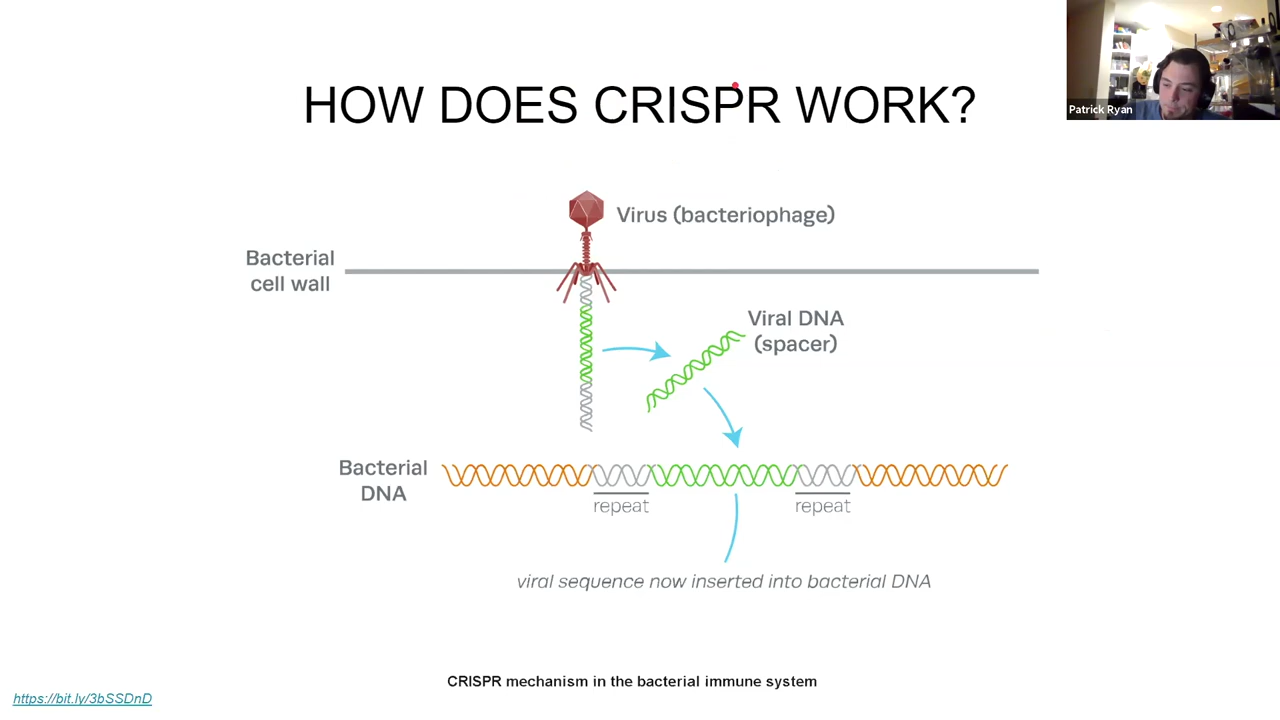 HOW DOES CRISPR WORK?
Patrick Ryan
Virus (bacteriophage)
Bacterial
cell wall
Viral DNA
(spacer)
Bacterial
DNA
repeat
repeat
viral sequence now inserted into bacterial DNA
CRISPR mechanism in the bacterial immune system
https://bit.ly/3bSSDnD